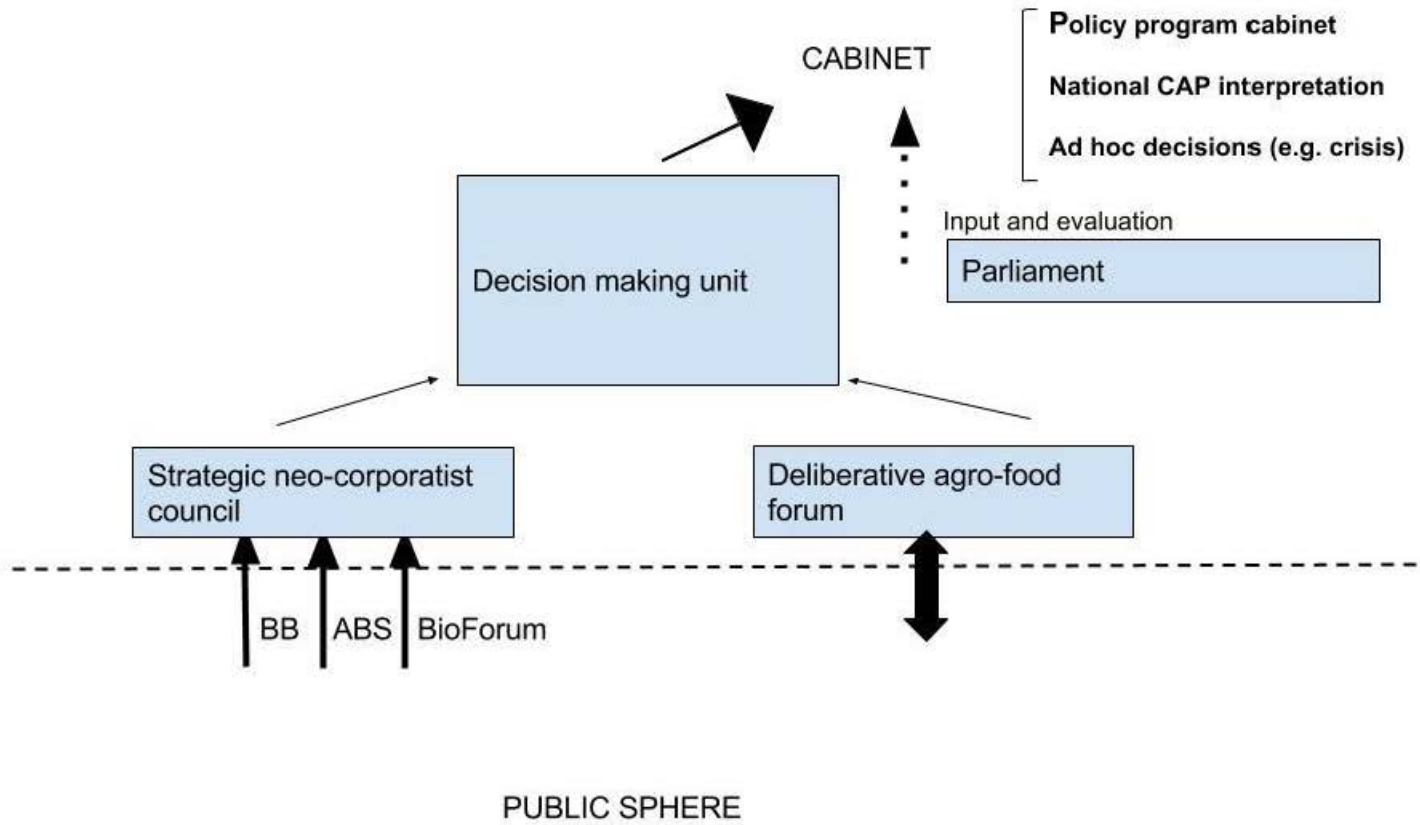 Policy program cabinet
CABINET
National CAP interpretation
Ad hoc decisions (e.g. crisis)
Input and evaluation
Parliament
Decision making unit
Strategic neo-corporatist
council
Deliberative agro-food
forum
BB
ABS
BioForum
PUBLIC SPHERE